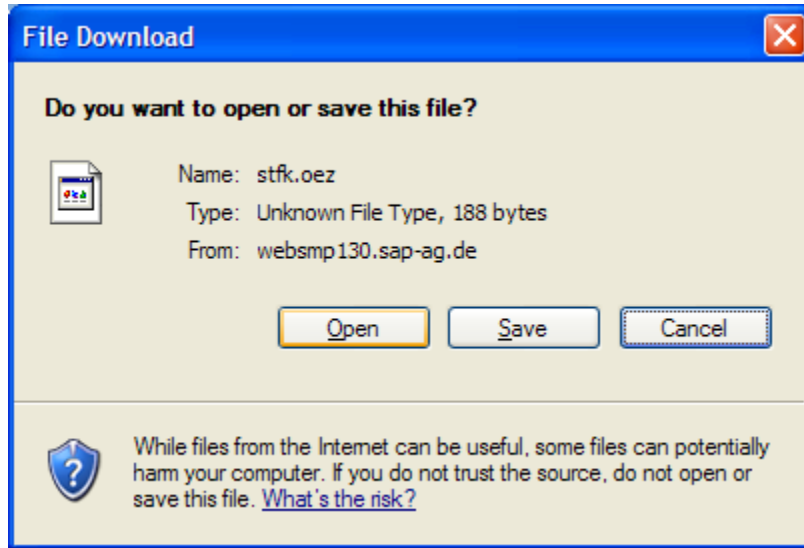 File Download
Do you want to open or save this file?
Name: stfk.oez
Type: Unknown File Type, 188 bytes
From: websmp130.sap-ag.de
Open Save Cancel
While files from the Internet can be useful, some files can potentially
harm your computer. If you do not trust the source, do not open or
save this file. What's the risk?